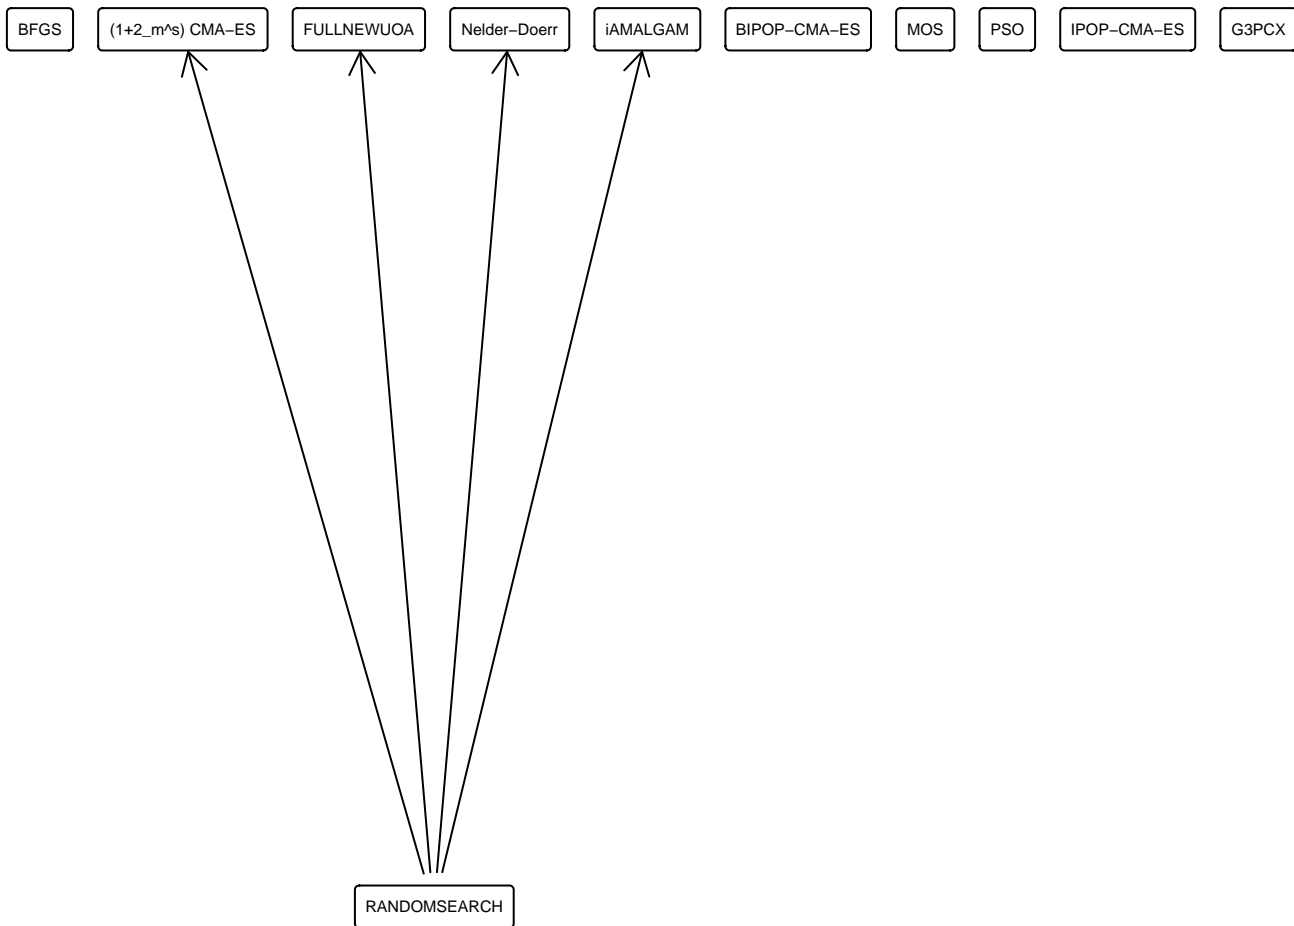 BFGS
(1+2_m^s) CMA−ES
FULLNEWUOA
Nelder−Doerr
iAMALGAM
BIPOP−CMA−ES
MOS
PSO
IPOP−CMA−ES
G3PCX
RANDOMSEARCH